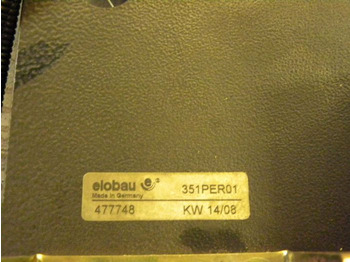 elobau 351PER01
Made in Germany
477748 KW 14/08